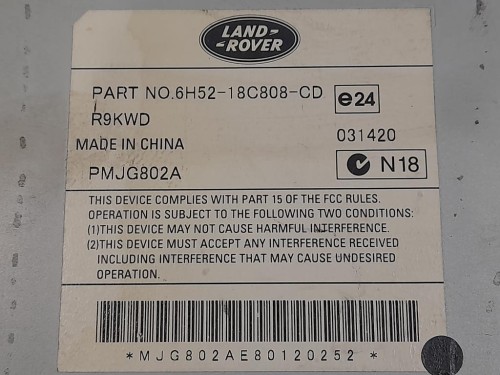 LAND-
-ROVER
PART NO.6H52-18C808-CD e24
R9KWD
031420
MADE IN CHINA
N18
PMJG802A
THIS DEVICE COMPLIES WITH PART 15 OF THE FCC RULES.
OPERATION IS SUBJECT TO THE FOLLOWING TWO CONDITIONS:
(1)THIS DEVICE MAY NOT CAUSE HARMFUL INTERFERENCE.
(2)THIS DEVICE MUST ACCEPT ANY INTERFERENCE RECEIVED
INCLUDING INTERFERENCE THAT MAY CAUSE UNDESIRED
OPERATION.
*MJG802AE80120252*